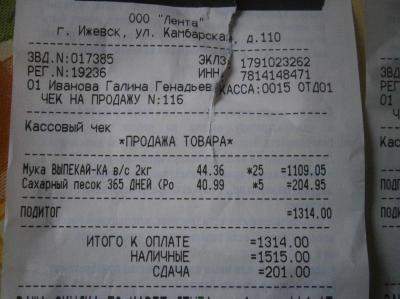 ООО "Лента"
г. Ижевск, ул. Камбарская, д.110
ЗВД.N:017385 ЭКЛЗ 1791023262
РЕГ.N:19236 ИНН 7814148471
01 Иванова Галина Генадьев КАССА:0015 ОТД01
ЧЕК НА ПРОДАЖУ N:116
Кассовый чек
*ПРОДАЖА ТОВАРА*
Мука ВЫПЕКАЙ-КА в/с 2кг 44.36 *25 =1109.05
Сахарный песок 365 ДНЕЙ (Ро 40.99 *5 =204.95
ПОДИТОГ =1314.00
ИТОГО К ОПЛАТЕ =1314.00
НАЛИЧНЫЕ =1515.00
СДАЧА =201.00